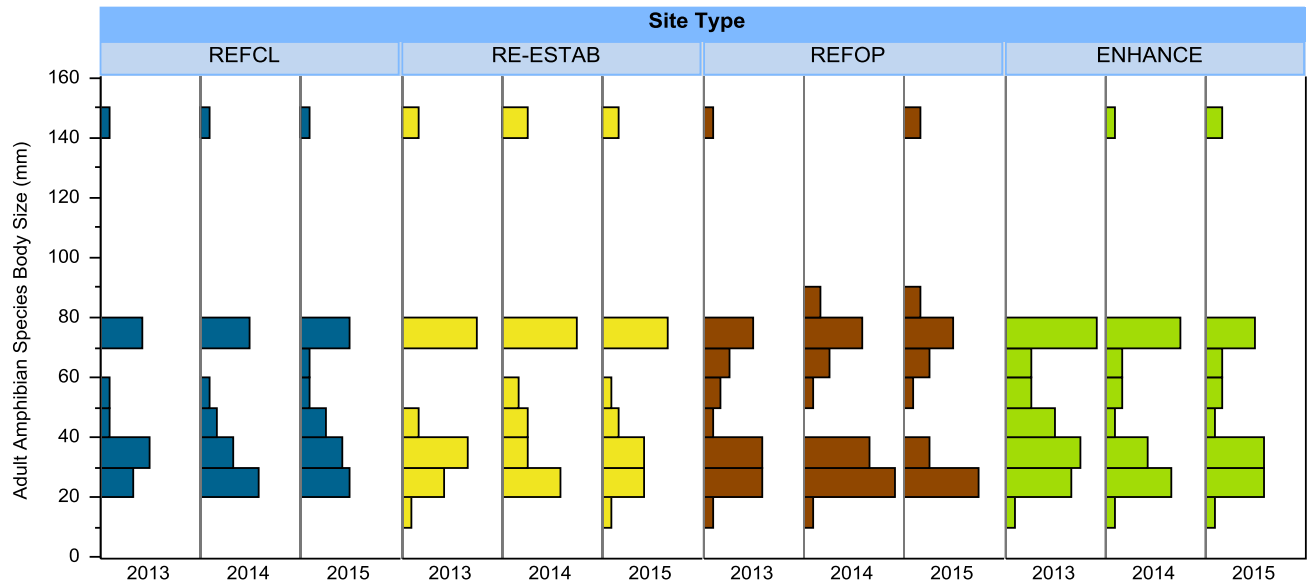 Site Type
REFCL RE-ESTAB REFOP ENHANCE
Adult Amphibian Species Body Size (mm)
160
140
120
100
80
60
40
20
0
2013 2014 2015 2013 2014 2015 2013 2014 2015 2013 2014 2015